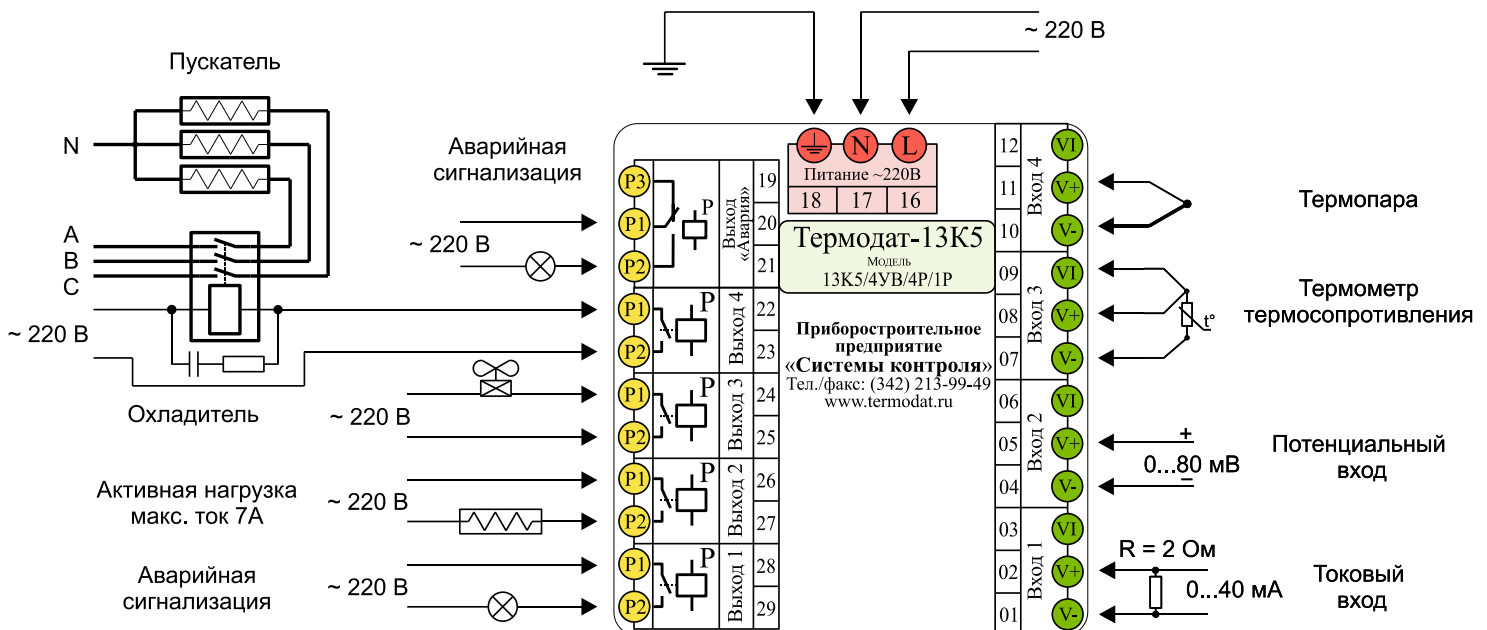 ~ 220 В
Пускатель
N
A
B
C
~ 220 В
Охладитель
Аварийная
сигнализация
~ 220 В
~ 220 В
Активная нагрузка
макс. ток 7А
~ 220 В
Аварийная
сигнализация
~ 220 В
P3
P1
P2
P
Выход
«Авария»
19
20
21
P1
P2
P
Выход 4
22
23
P1
P2
P
Выход 3
24
25
P1
P2
P
Выход 2
26
27
P1
P2
P
Выход 1
28
29
N
L
Питание ~220В
18
17
16
Термодат-13К5
Модель
13К5/4УВ/4Р/1Р
Приборостроительное
предприятие
«Системы контроля»
Тел./факс: (342) 213-99-49
www.termodat.ru
12
11
10
Вход 4
VI
V+
V-
09
08
07
Вход 3
VI
V+
V-
06
05
04
Вход 2
VI
V+
V-
03
02
01
Вход 1
VI
V+
V-
Термопара
t°
Термометр
термосопротивления
+
0...80 мВ
−
Потенциальный
вход
R = 2 Ом
0...40 мА
Токовый
вход